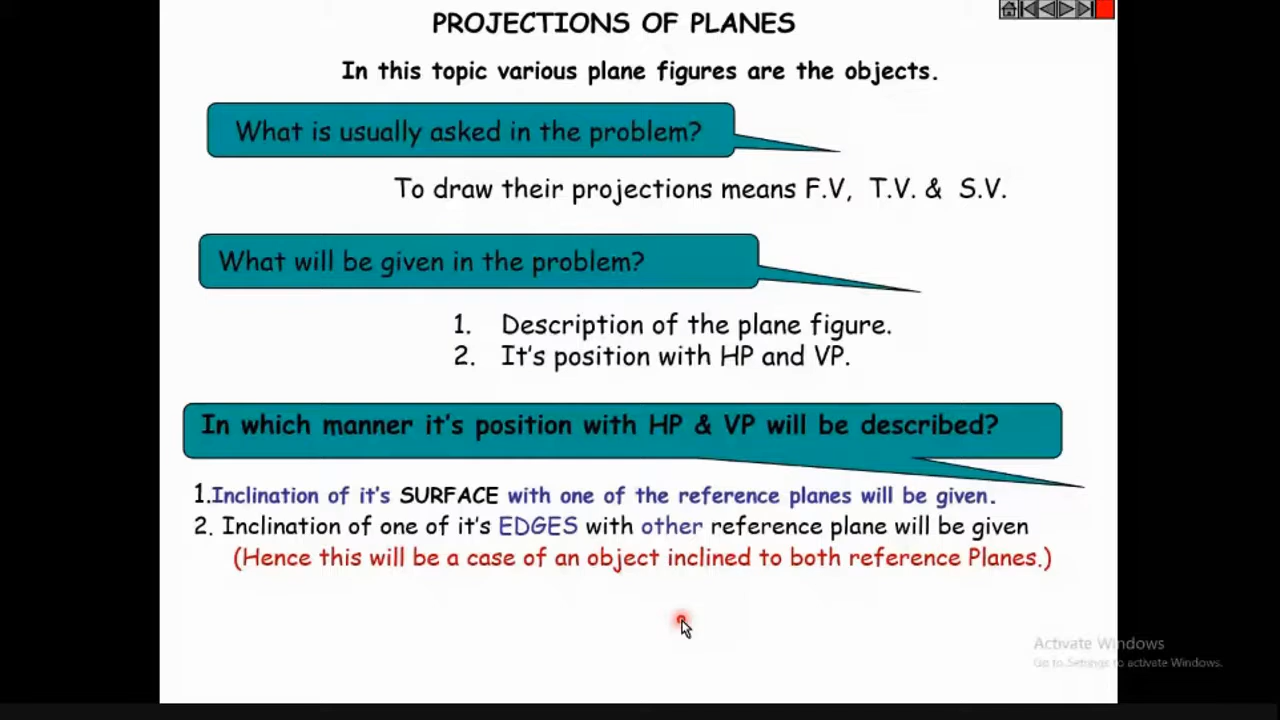 PROJECTIONS OF PLANES
In this topic various plane figures are the objects.
What is usually asked in the problem?
To draw their projections means F.V, T.V. & S.V.
What will be given in the problem?
1. Description of the plane figure.
2. It's position with HP and VP.
In which manner it's position with HP & VP will be described?
1.Inclination of it's SURFACE with one of the reference planes will be given.
2. Inclination of one of it's EDGES with other reference plane will be given
(Hence this will be a case of an object inclined to both reference Planes.)
Activate Windows
Go to Settings to activate Windows.